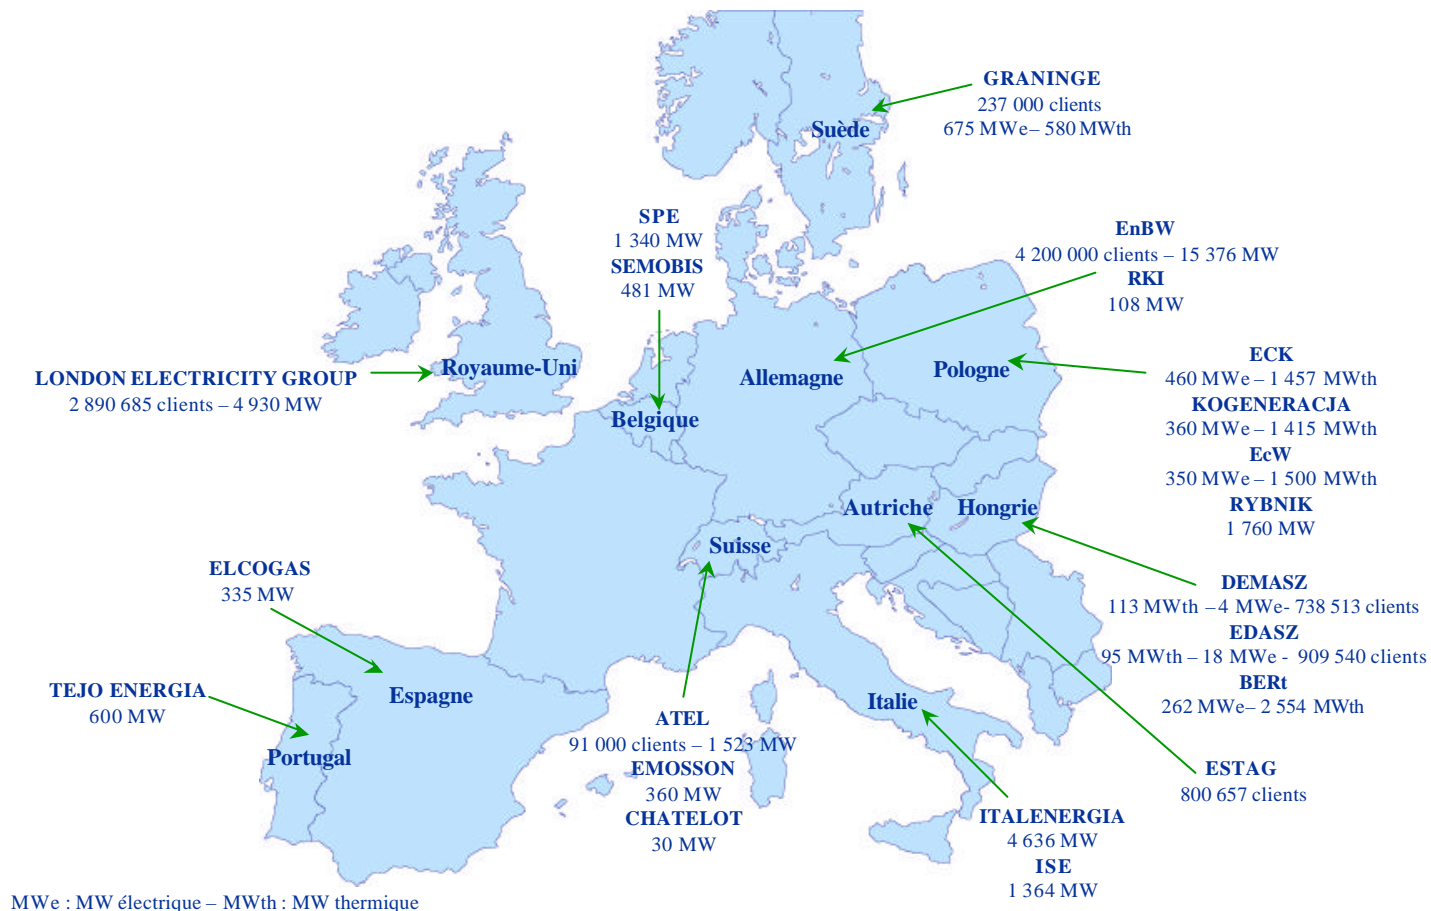 GRANINGE
237 000 clients
675 MWe– 580 MWth
Suède
SPE
1 340 MW
SEMOBIS
481 MW
EnBW
4 200 000 clients – 15 376 MW
RKI
108 MW
LONDON ELECTRICITY GROUP
2 890 685 clients – 4 930 MW
Royaume-Uni
Belgique
Allemagne
Pologne
ECK
460 MWe – 1 457 MWth
KOGENERACJA
360 MWe – 1 415 MWth
EcW
350 MWe – 1 500 MWth
RYBNIK
1 760 MW
Autriche
Hongrie
Suisse
ELCOGAS
335 MW
DEMASZ
113 MWth – 4 MWe- 738 513 clients
EDASZ
95 MWth – 18 MWe - 909 540 clients
BERt
262 MWe– 2 554 MWth
TEJO ENERGIA
600 MW
Espagne
Portugal
Italie
ATEL
91 000 clients – 1 523 MW
EMOSSON
360 MW
CHATELOT
30 MW
ESTAG
800 657 clients
ITALENERGIA
4 636 MW
ISE
1 364 MW
MWe : MW électrique – MWth : MW thermique